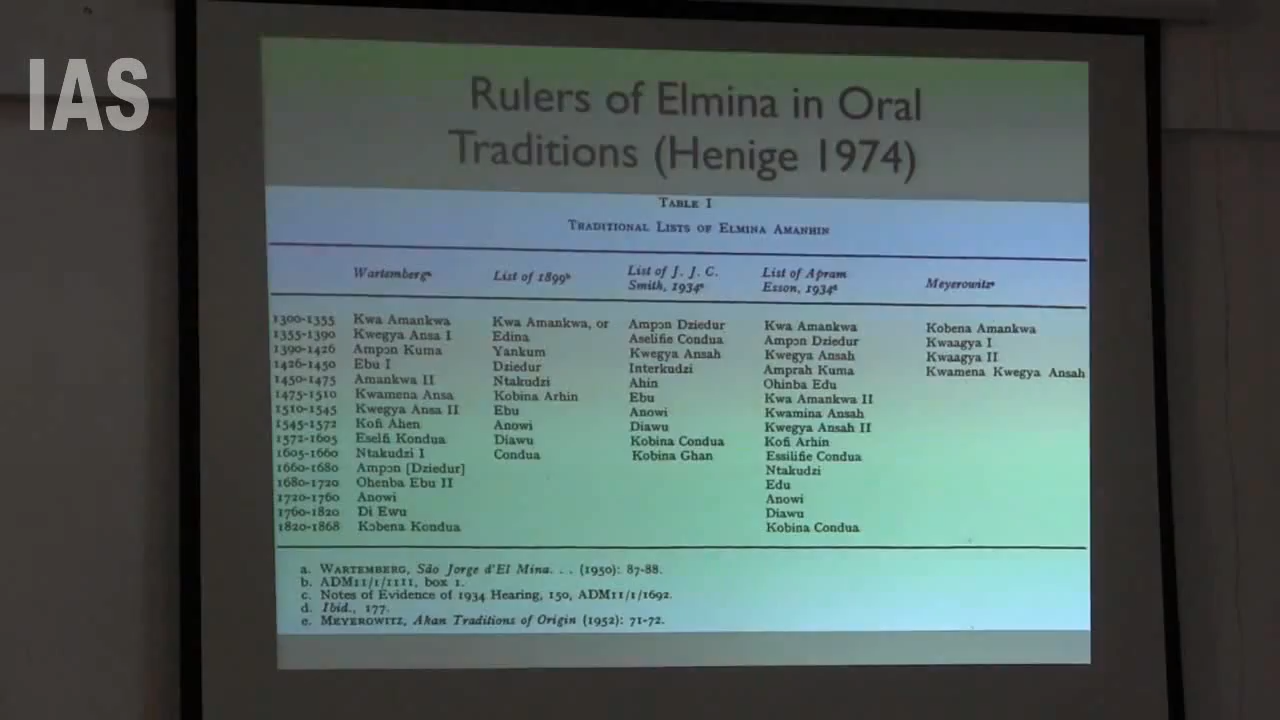 IAS
Rulers of Elmina in Oral
Traditions (Henige 1974)
TABLE I
TRADITIONAL LISTS OF ELMINA AMANHIN
Wartembergᵃ List of 1899ᵇ List of J. J. C. Smith, 1934ᶜ List of Apram Esson, 1934ᵈ Meyerowitzᵉ
1300-1355 Kwa Amankwa Kwa Amankwa, or Ampɔn Dziedur Kwa Amankwa Kobena Amankwa
1355-1390 Kwegya Ansa I Edina Aselifie Condua Ampɔn Dziedur Kwaagya I
1390-1426 Ampɔn Kuma Yankum Kwegya Ansah Kwegya Ansah Kwaagya II
1426-1450 Ebu I Dziedur Interkudzi Amprah Kuma Kwamena Kwegya Ansah
1450-1475 Amankwa II Ntakudzi Ahin Ohinba Edu
1475-1510 Kwamena Ansa Kobina Arhin Ebu Kwa Amankwa II
1510-1545 Kwegya Ansa II Ebu Anowi Kwamina Ansah
1545-1572 Kofi Ahen Anowi Diawu Kwegya Ansah II
1572-1605 Eselfi Kondua Diawu Kobina Condua Kofi Arhin
1605-1660 Ntakudzi I Condua Kobina Ghan Essilifie Condua
1660-1680 Ampɔn [Dziedur] Ntakudzi
1680-1720 Ohenba Ebu II Edu
1720-1760 Anowi Anowi
1760-1820 Di Ewu Diawu
1820-1868 Kɔbena Kondua Kobina Condua
a. WARTEMBERG, São Jorge d'El Mina. . . (1950): 87-88.
b. ADM11/1/1111, box 1.
c. Notes of Evidence of 1934 Hearing, 150, ADM11/1/1692.
d. Ibid., 177.
e. MEYEROWITZ, Akan Traditions of Origin (1952): 71-72.